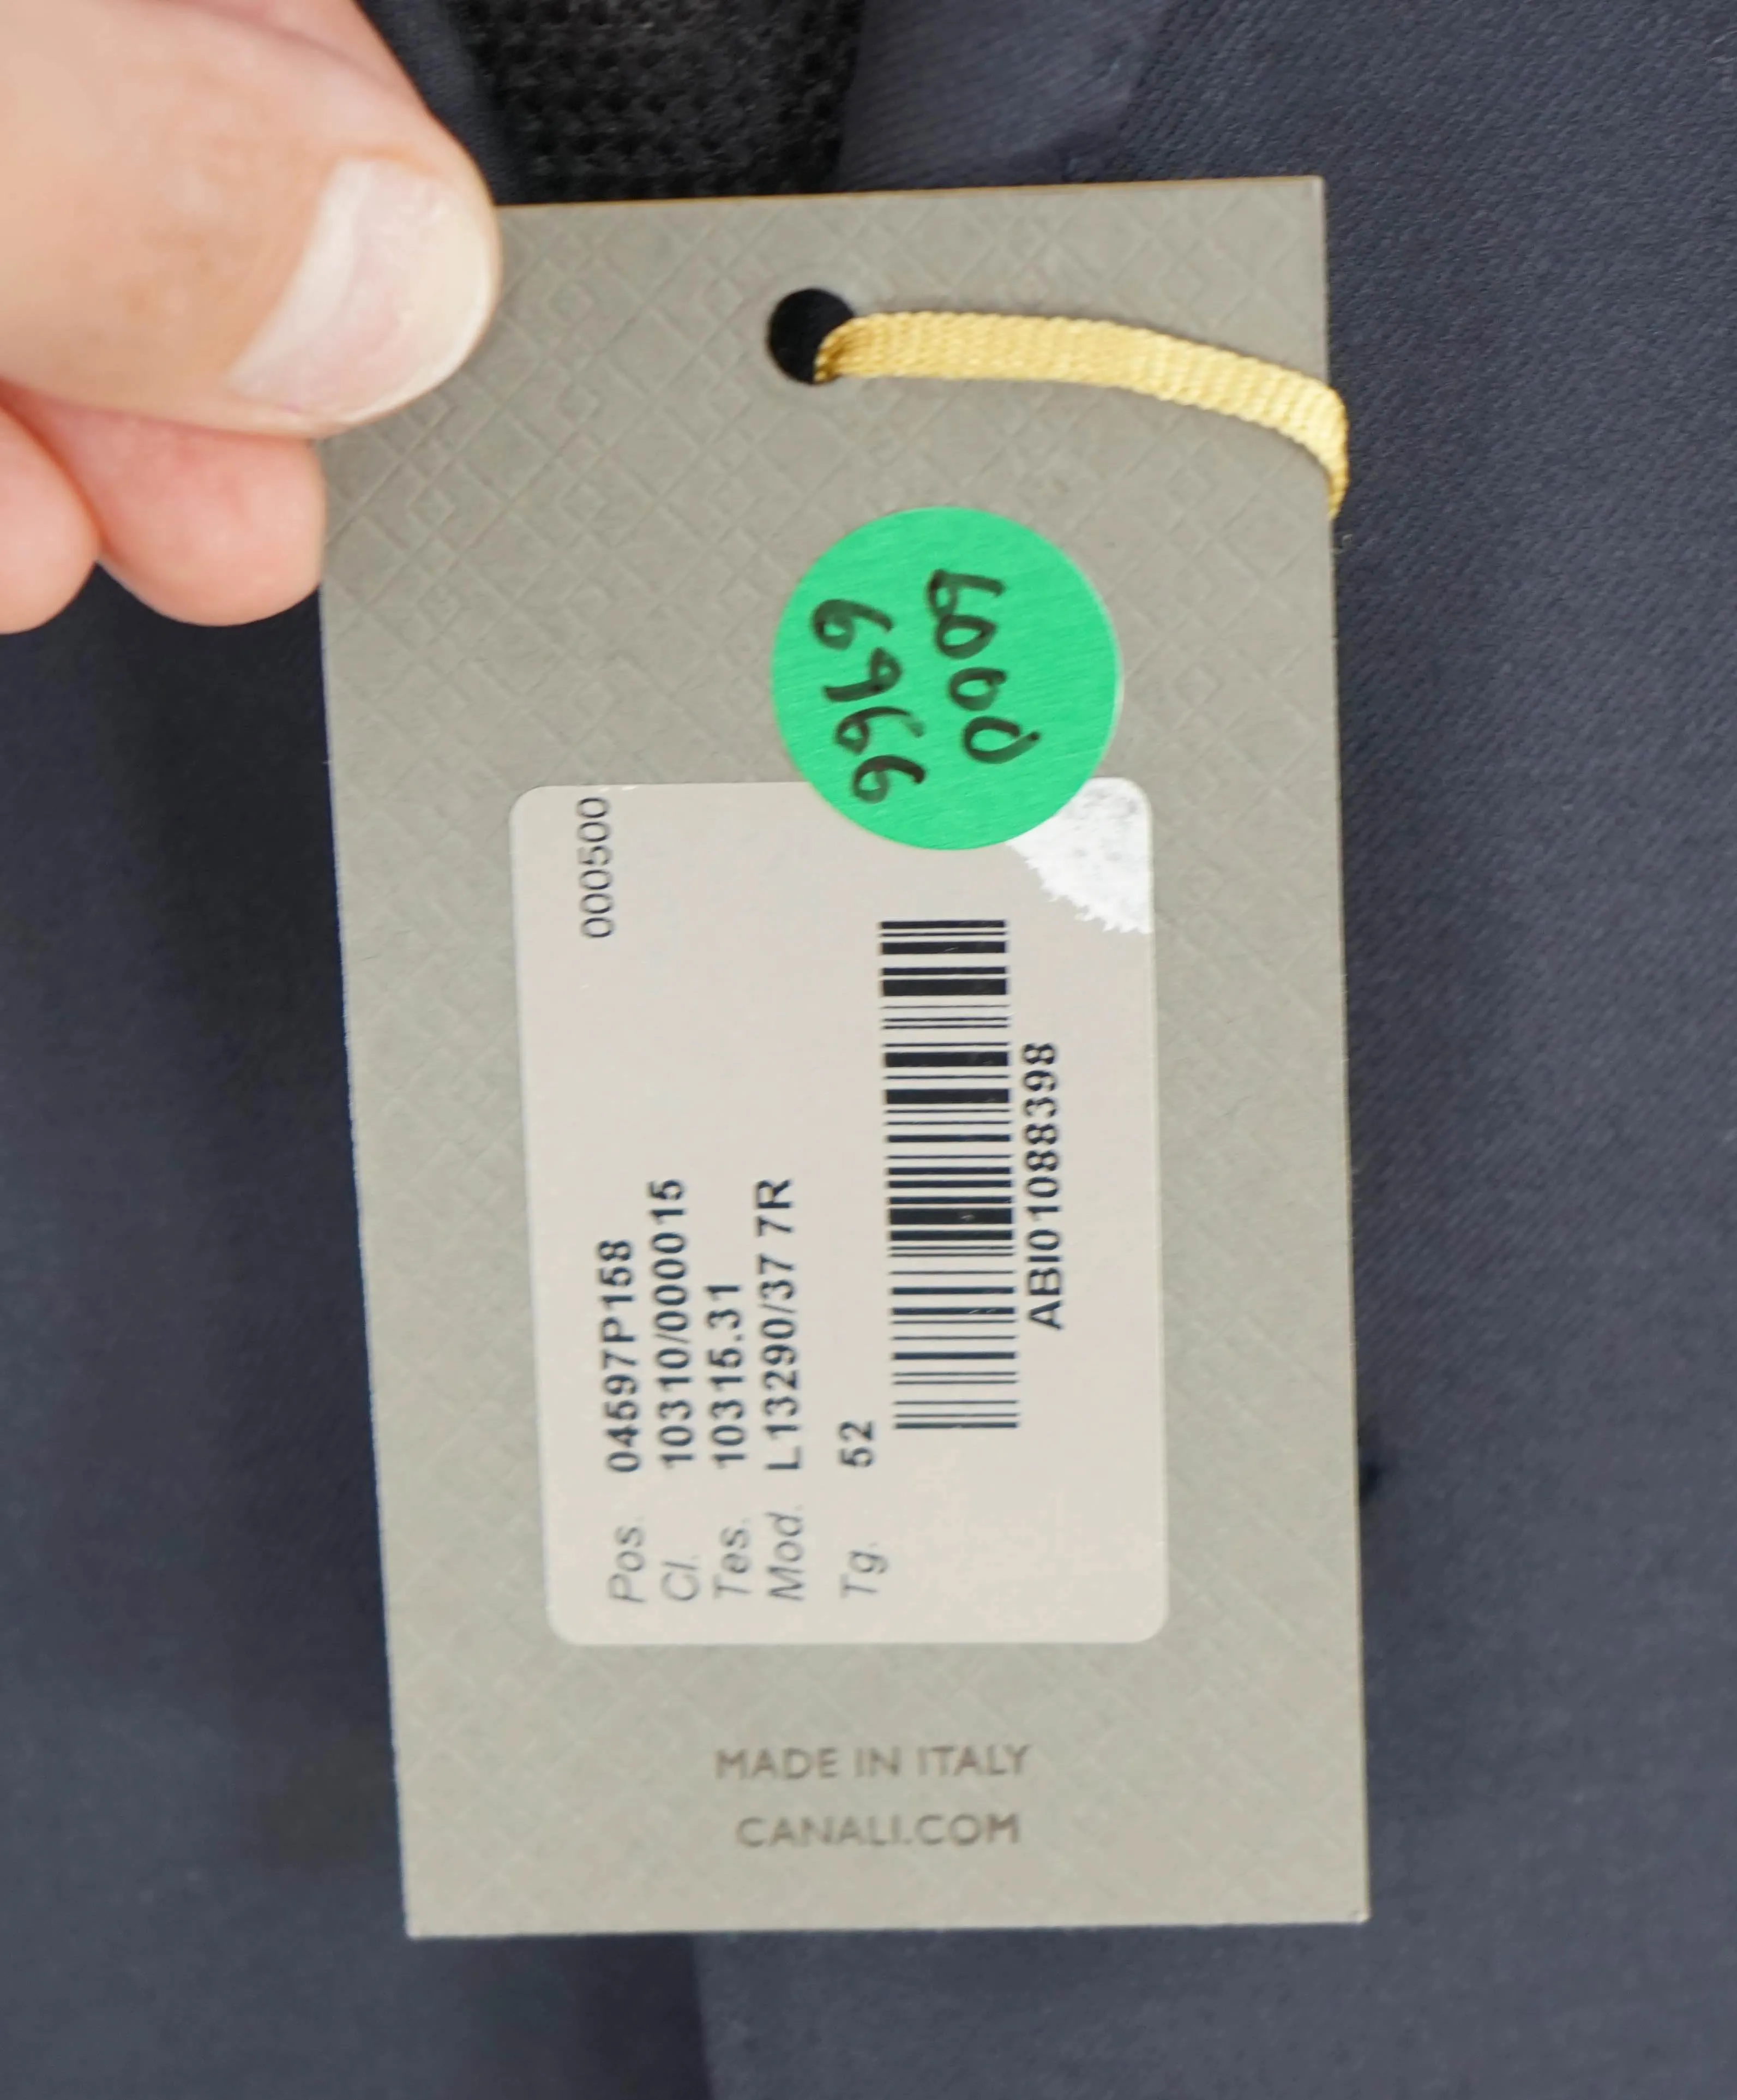 000500
Pos. 04597P158
Cl. 10310/000015
Tes. 10315.31
Mod. L13290/37 7R
Tg. 52
ABI01088398
MADE IN ITALY
CANALI.COM